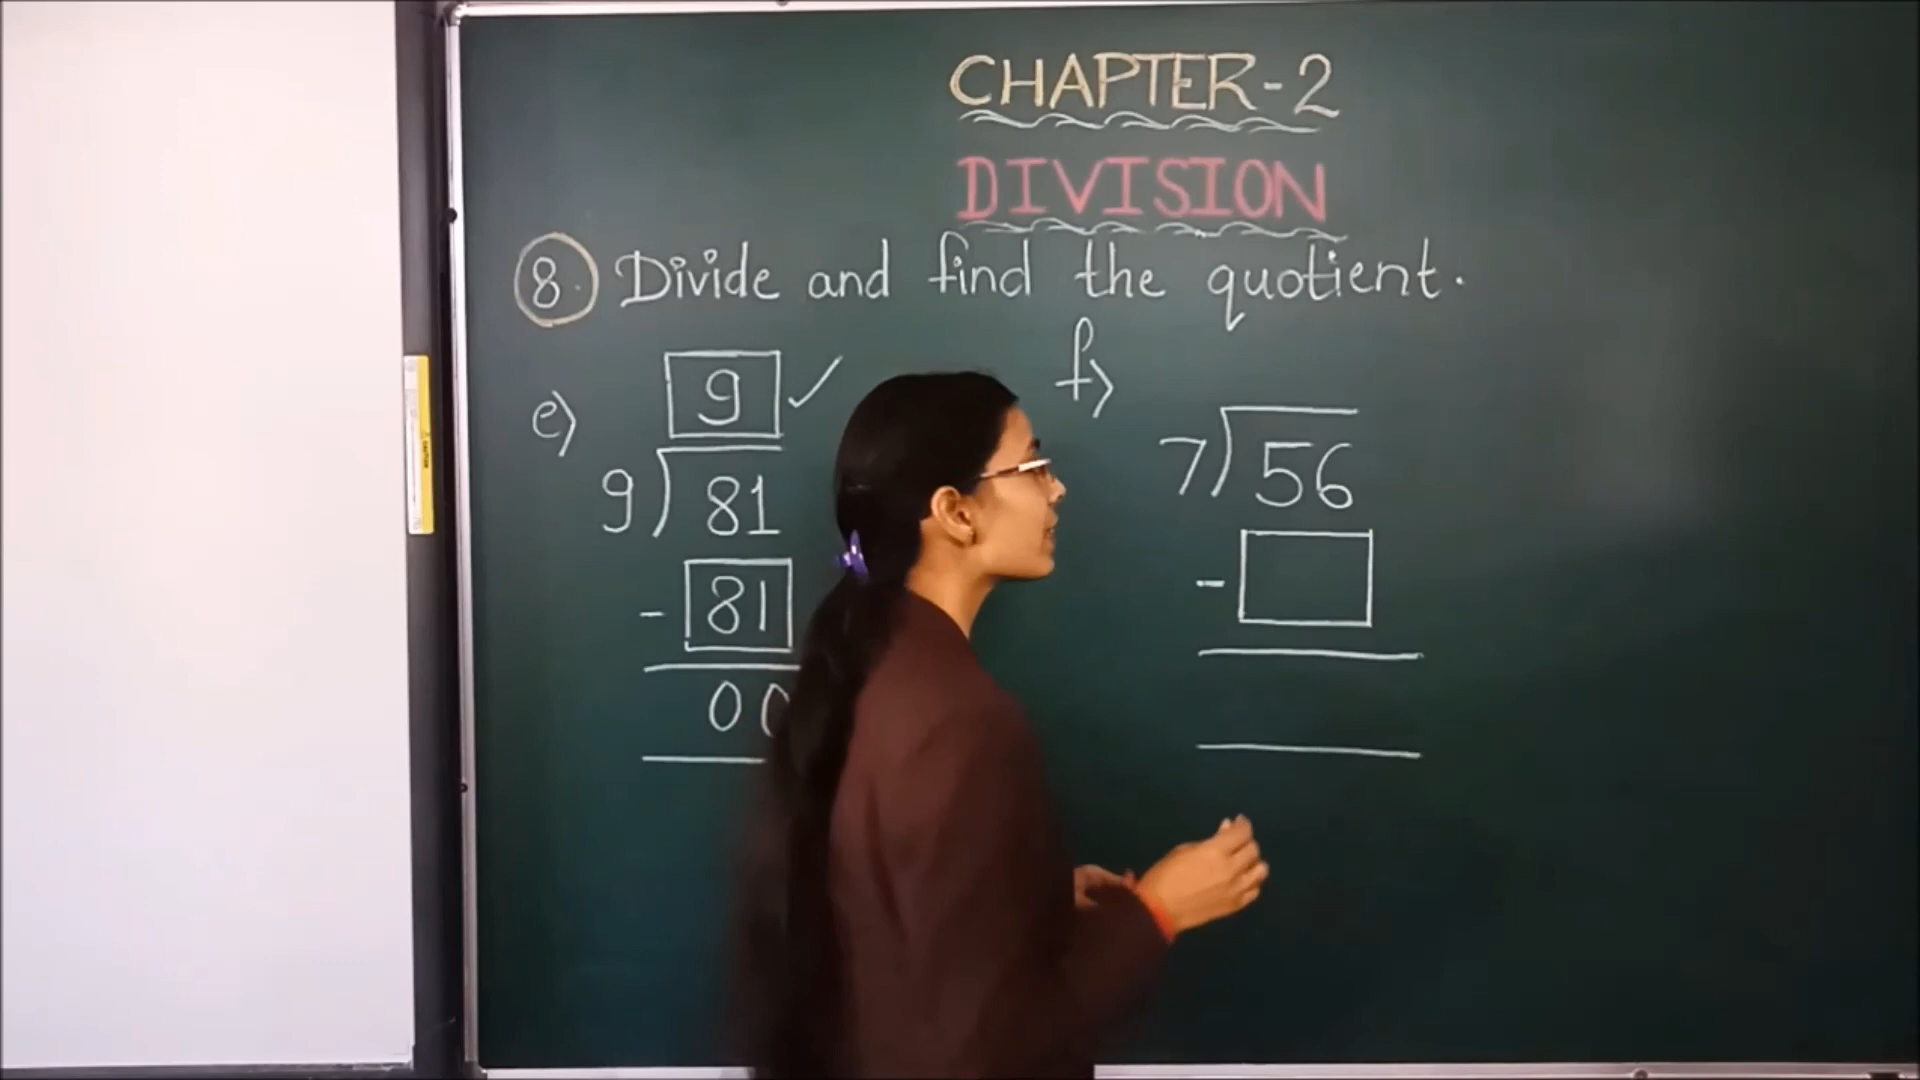 CHAPTER-2
DIVISION
8. Divide and find the quotient.
e)
9
9) 81
- 81
00
f)
7) 56
-